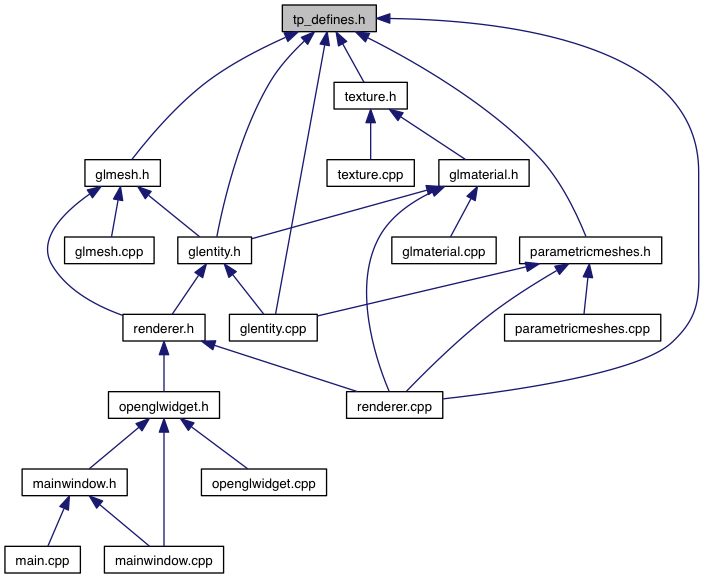 tp_defines.h
texture.h
glmesh.h
texture.cpp
glmaterial.h
glmesh.cpp
glentity.h
glmaterial.cpp
parametricmeshes.h
renderer.h
glentity.cpp
parametricmeshes.cpp
openglwidget.h
renderer.cpp
mainwindow.h
openglwidget.cpp
main.cpp
mainwindow.cpp